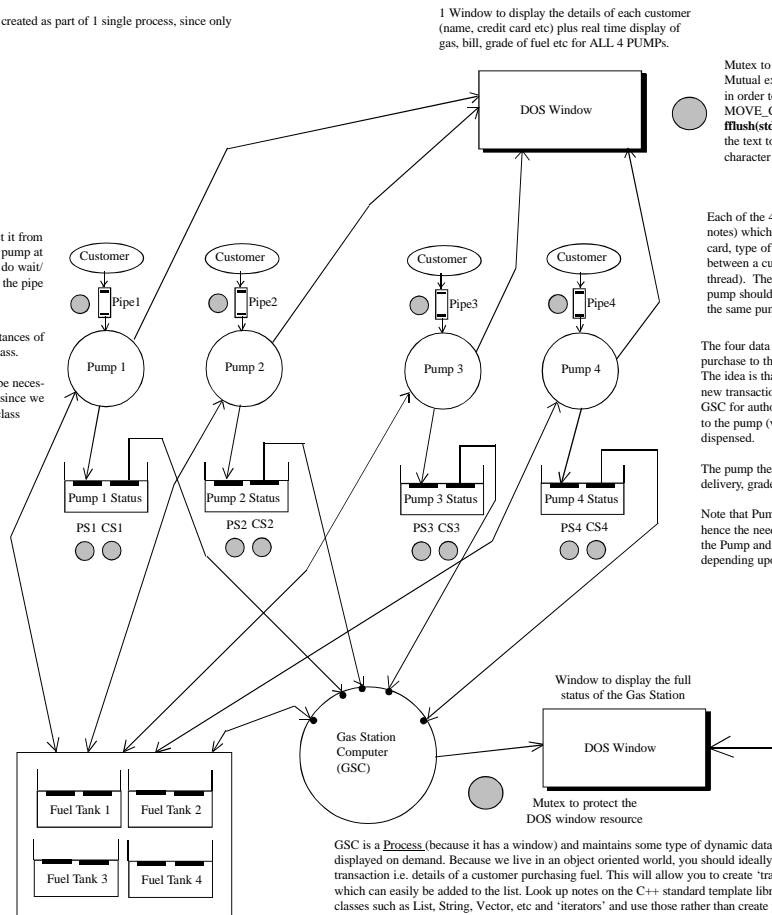 created as part of 1 single process, since only
1 Window to display the details of each customer
(name, credit card etc) plus real time display of
gas, bill, grade of fuel etc for ALL 4 PUMPs.
Mutex to
Mutual ex
in order to
MOVE_C
fflush(std
the text to
character
DOS Window
Each of the 4
notes) which
card, type of
between a cu
thread). The
pump should
the same pun
t it from
pump at
do wait/
the pipe
Customer
Customer
Customer
Customer
Pipe1
Pipe2
Pipe3
Pipe4
tances of
ass.
be neces-
since we
class
Pump 1
Pump 2
Pump 3
Pump 4
The four data
purchase to th
The idea is tha
new transactio
GSC for autho
to the pump (v
dispensed.
The pump the
delivery, grade
Note that Pum
hence the need
the Pump and
depending upo
Pump 1 Status
Pump 2 Status
Pump 3 Status
Pump 4 Status
PS1 CS1
PS2 CS2
PS3 CS3
PS4 CS4
Window to display the full
status of the Gas Station
Gas Station
Computer
(GSC)
DOS Window
Mutex to protect the
DOS window resource
Fuel Tank 1
Fuel Tank 2
Fuel Tank 3
Fuel Tank 4
GSC is a Process (because it has a window) and maintains some type of dynamic data
displayed on demand. Because we live in an object oriented world, you should ideally
transaction i.e. details of a customer purchasing fuel. This will allow you to create ‘tra
which can easily be added to the list. Look up notes on the C++ standard template libr
classes such as List, String, Vector, etc and ‘iterators’ and use those rather than create